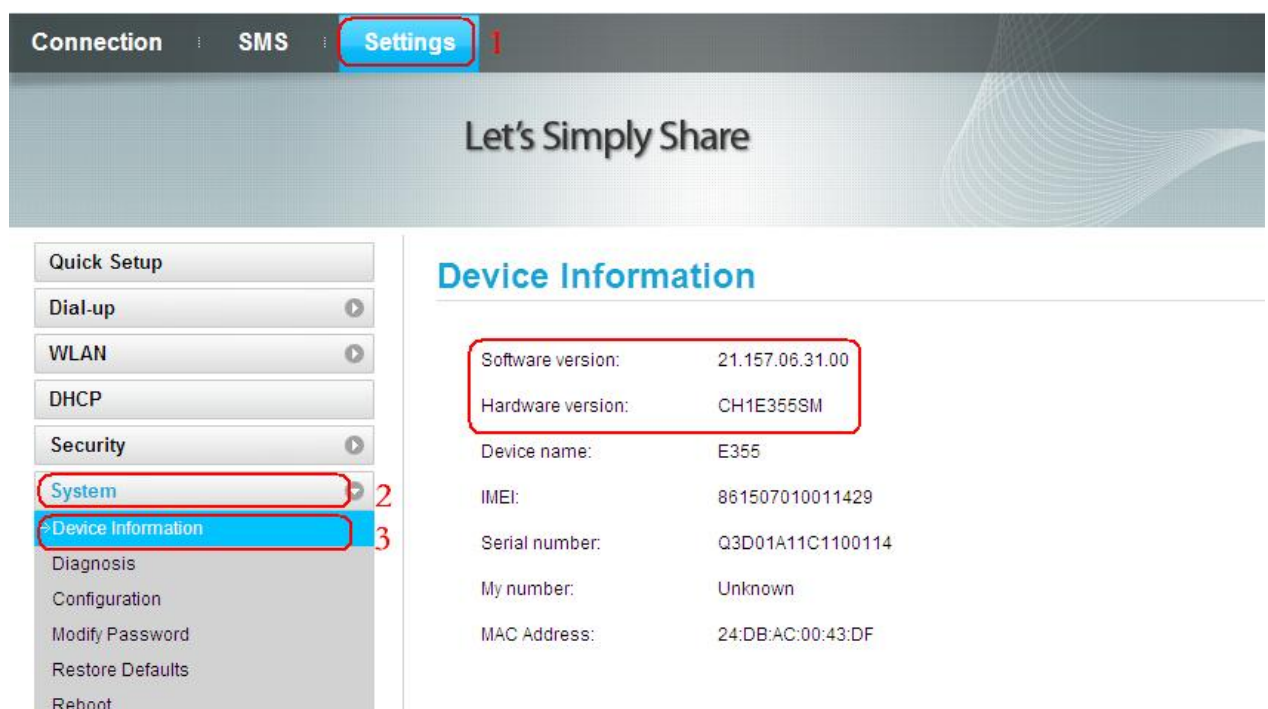 Connection SMS Settings 1
Let's Simply Share
Quick Setup
Dial-up
WLAN
DHCP
Security
System 2
Device Information 3
Diagnosis
Configuration
Modify Password
Restore Defaults
Reboot
Device Information
Software version: 21.157.06.31.00
Hardware version: CH1E355SM
Device name: E355
IMEI: 861507010011429
Serial number: Q3D01A11C1100114
My number: Unknown
MAC Address: 24:DB:AC:00:43:DF